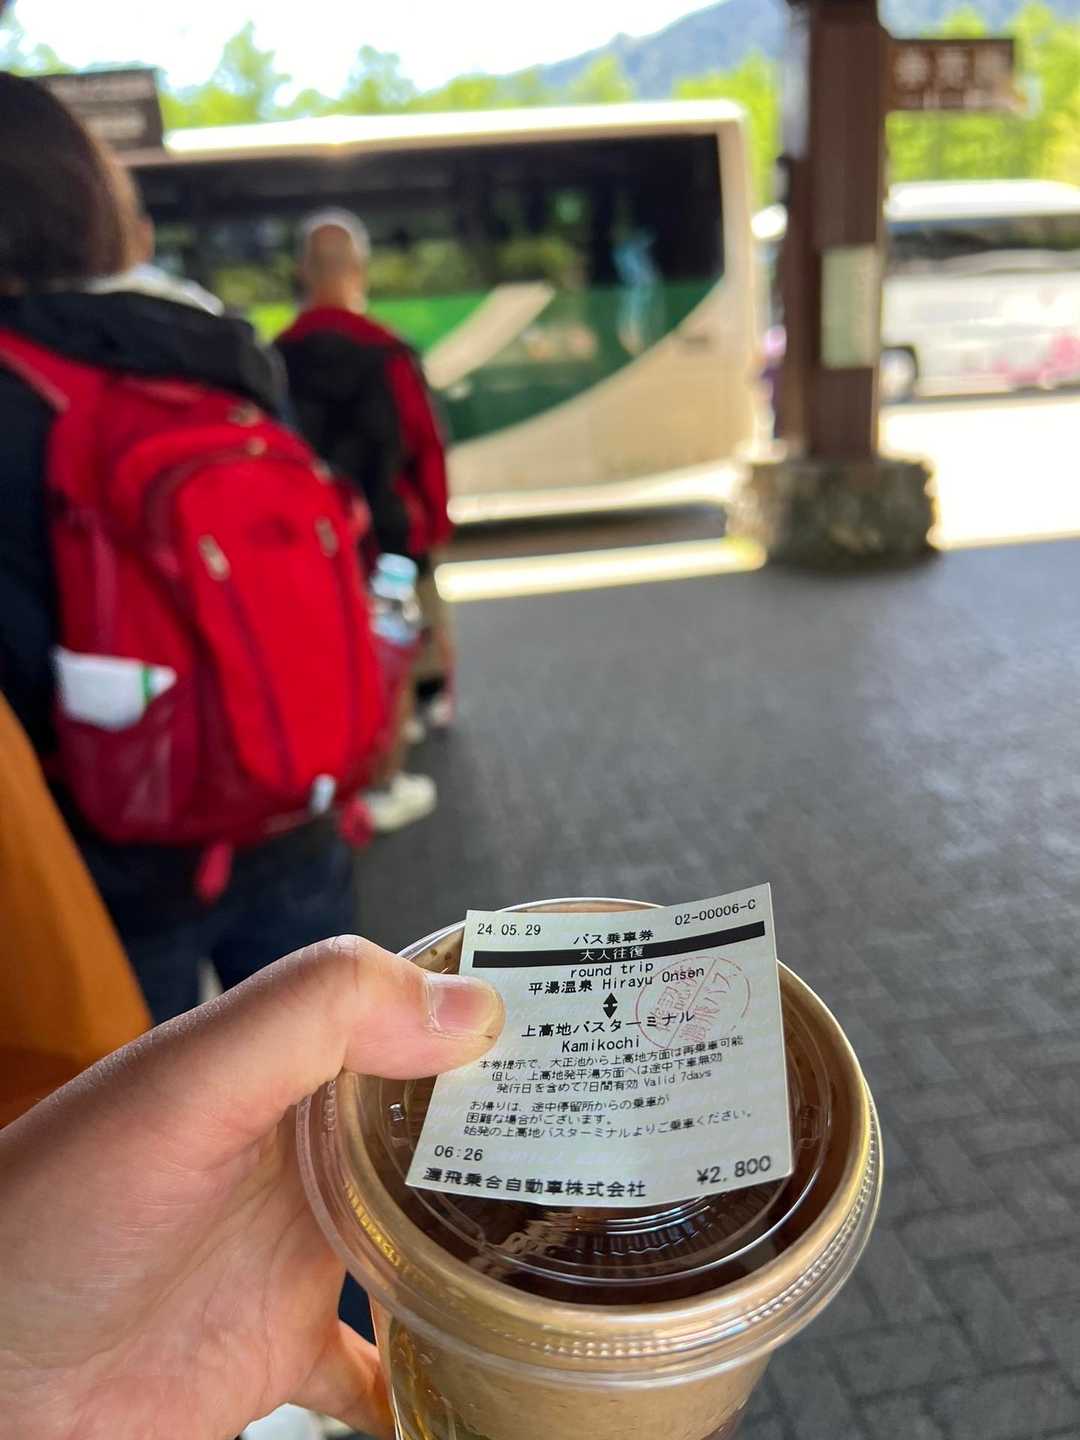 24.05.29
02-00006-C
バス乗車券
大人往復
round trip
平湯温泉 Hirayu Onsen
上高地バスターミナル
Kamikochi
本券提示で、大正池から上高地方面は再乗車可能
但し、上高地発平湯方面へは途中下車無効
発行日を含めて7日間有効 Valid 7days
お帰りは、途中停留所からの乗車が
困難な場合がございます。
始発の上高地バスターミナルよりご乗車ください。
06:26
¥2,800
濃飛乗合自動車株式会社
濃飛バス